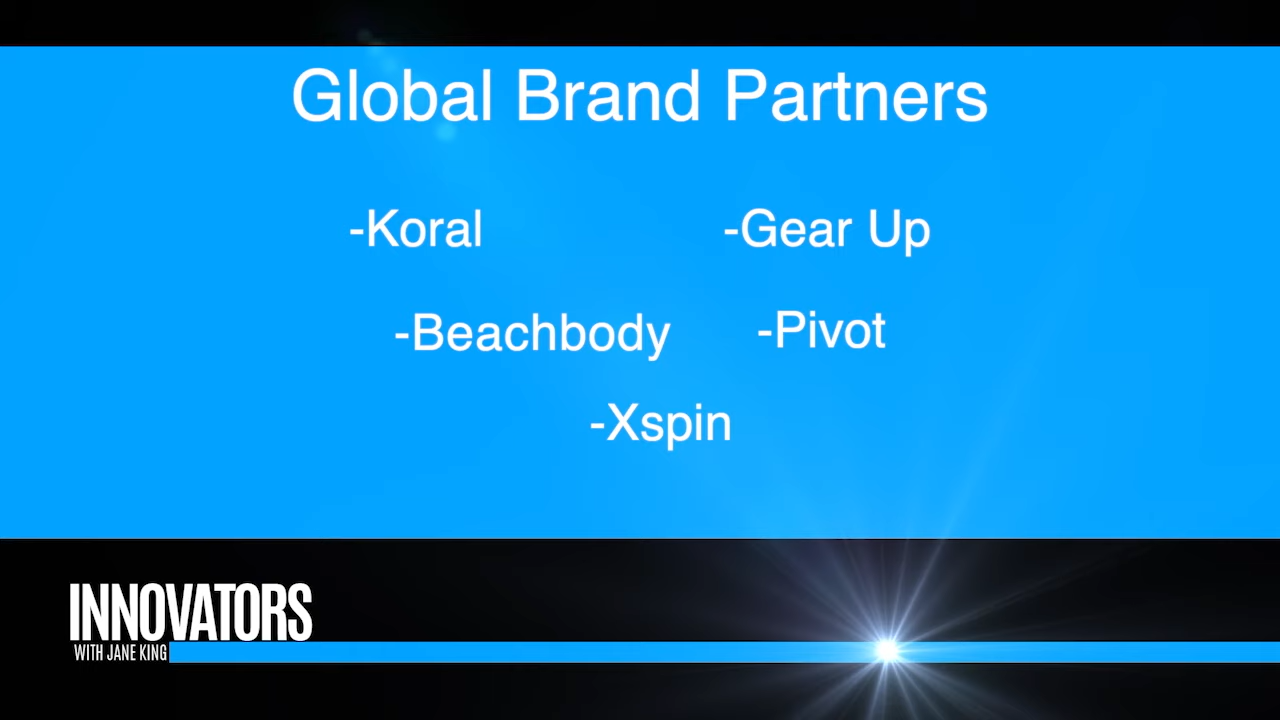 Global Brand Partners
-Koral
-Gear Up
-Beachbody
-Pivot
-Xspin
INNOVATORS
WITH JANE KING